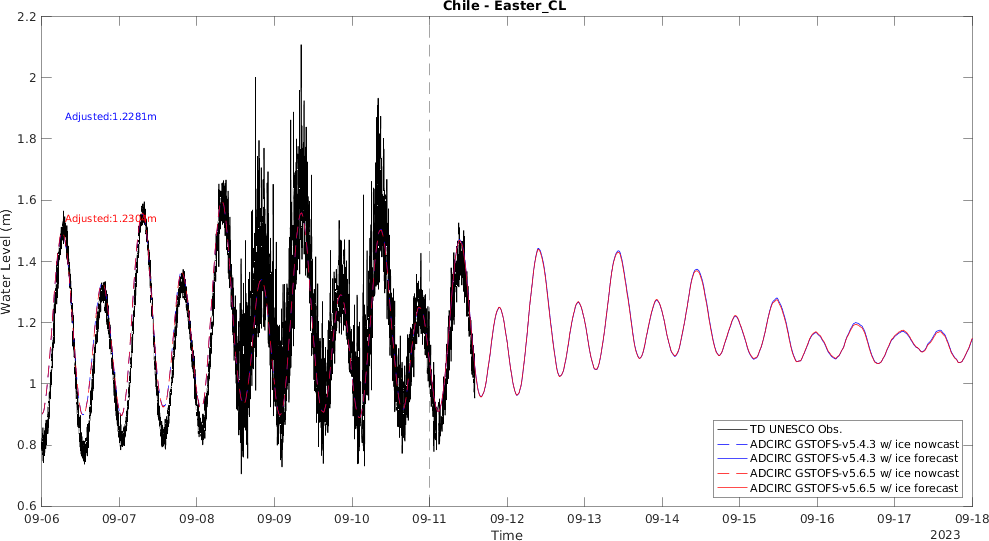 Chile - Easter_CL
2.2
2
1.8
1.6
1.4
1.2
1
0.8
0.6
Water Level (m)
Adjusted:1.2281m
TD UNESCO Obs.
ADCIRC GSTOFS-v5.4.3 w/ ice nowcast
ADCIRC GSTOFS-v5.4.3 w/ ice forecast
ADCIRC GSTOFS-v5.6.5 w/ ice nowcast
ADCIRC GSTOFS-v5.6.5 w/ ice forecast
09-06 09-07 09-08 09-09 09-10 09-11 09-12 09-13 09-14 09-15 09-16 09-17 09-18
Time
2023